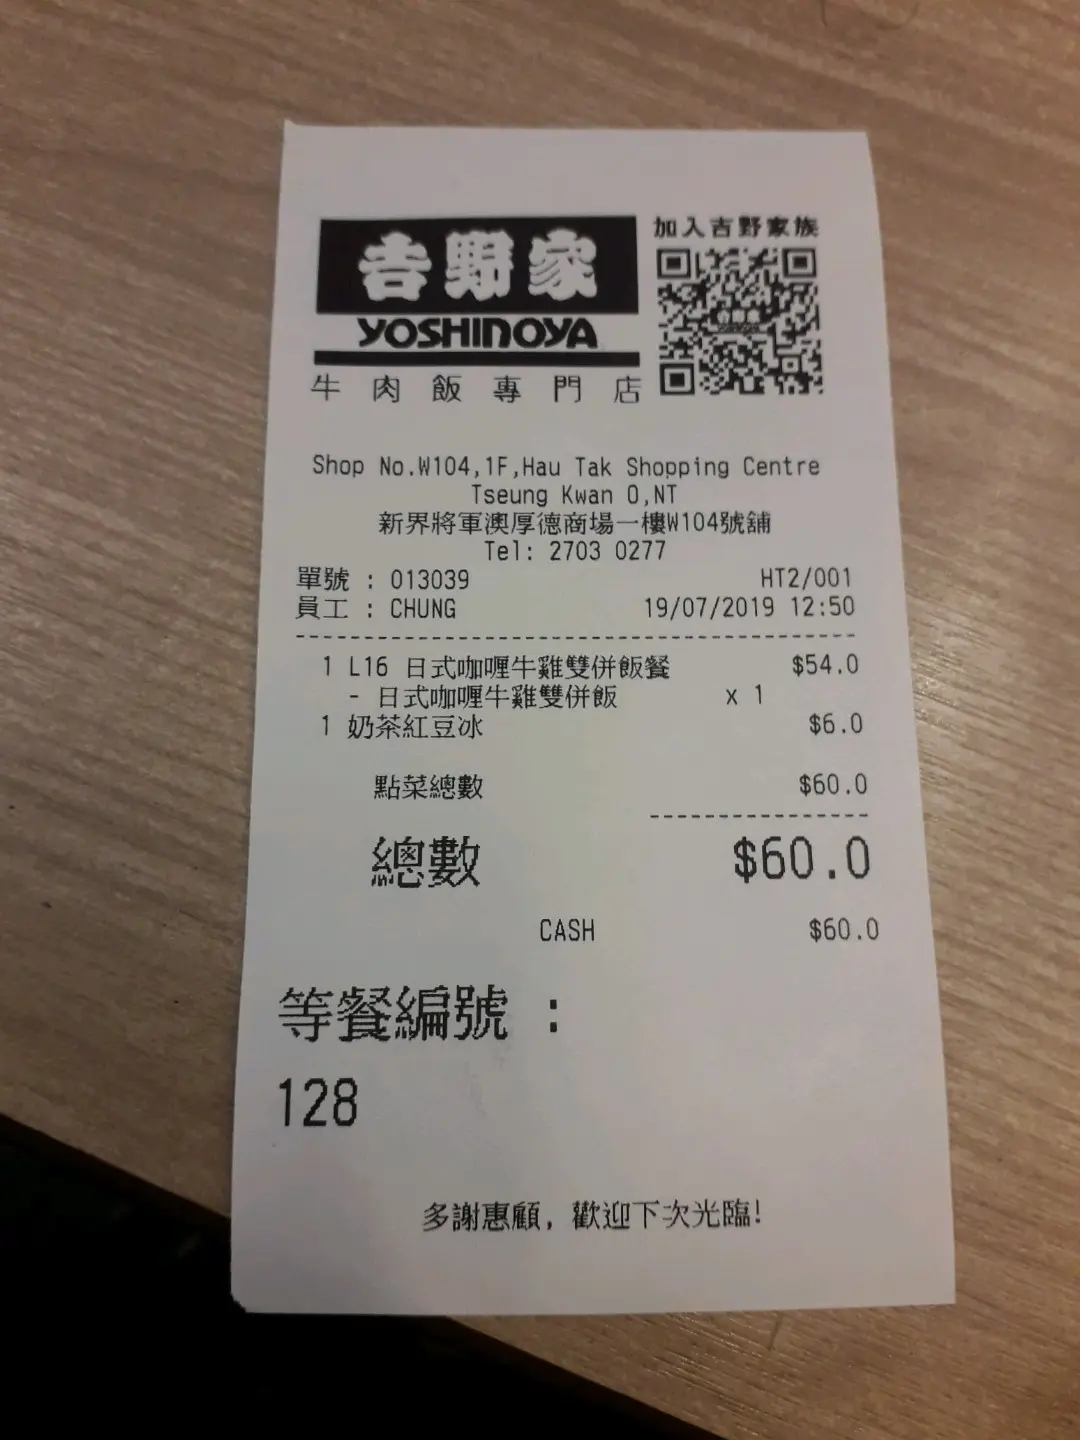 吉野家
YOSHINOYA
牛肉飯專門店
加入吉野家族
吉野家
Shop No.W104,1F,Hau Tak Shopping Centre
Tseung Kwan O,NT
新界將軍澳厚德商場一樓W104號舖
Tel: 2703 0277
單號 : 013039 HT2/001
員工 : CHUNG 19/07/2019 12:50
1 L16 日式咖喱牛雞雙併飯餐 $54.0
- 日式咖喱牛雞雙併飯 x 1
1 奶茶紅豆冰 $6.0
點菜總數 $60.0
總數 $60.0
CASH $60.0
等餐編號 :
128
多謝惠顧, 歡迎下次光臨!